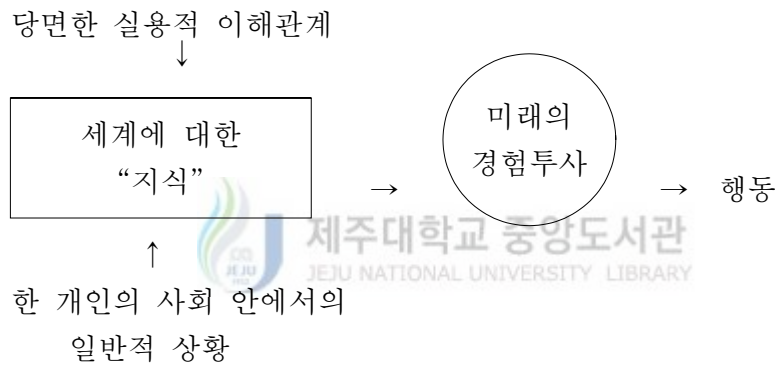 당면한 실용적 이해관계
↓
세계에 대한
“지식”
→
미래의
경험투사
→ 행동
제주대학교 중앙도서관
JEJU NATIONAL UNIVERSITY LIBRARY
JEJU
1952
↑
한 개인의 사회 안에서의
일반적 상황